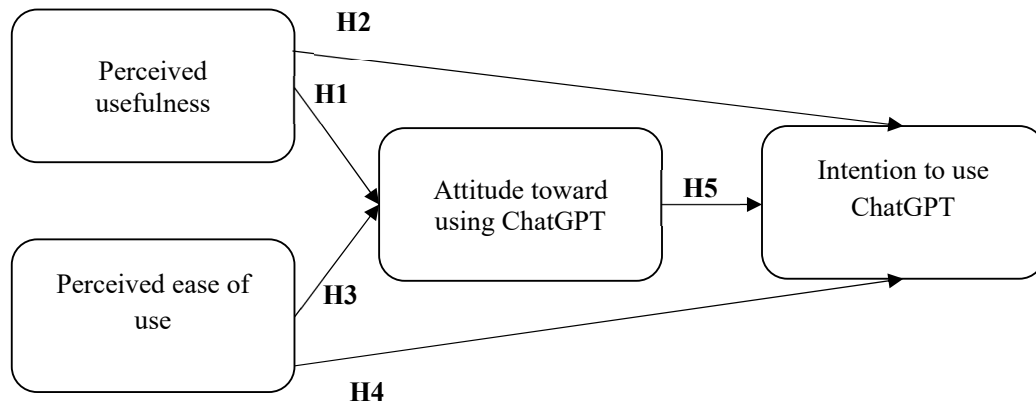 H2
Perceived
usefulness
H1
Attitude toward
using ChatGPT
H5
Intention to use
ChatGPT
Perceived ease of
use
H3
H4